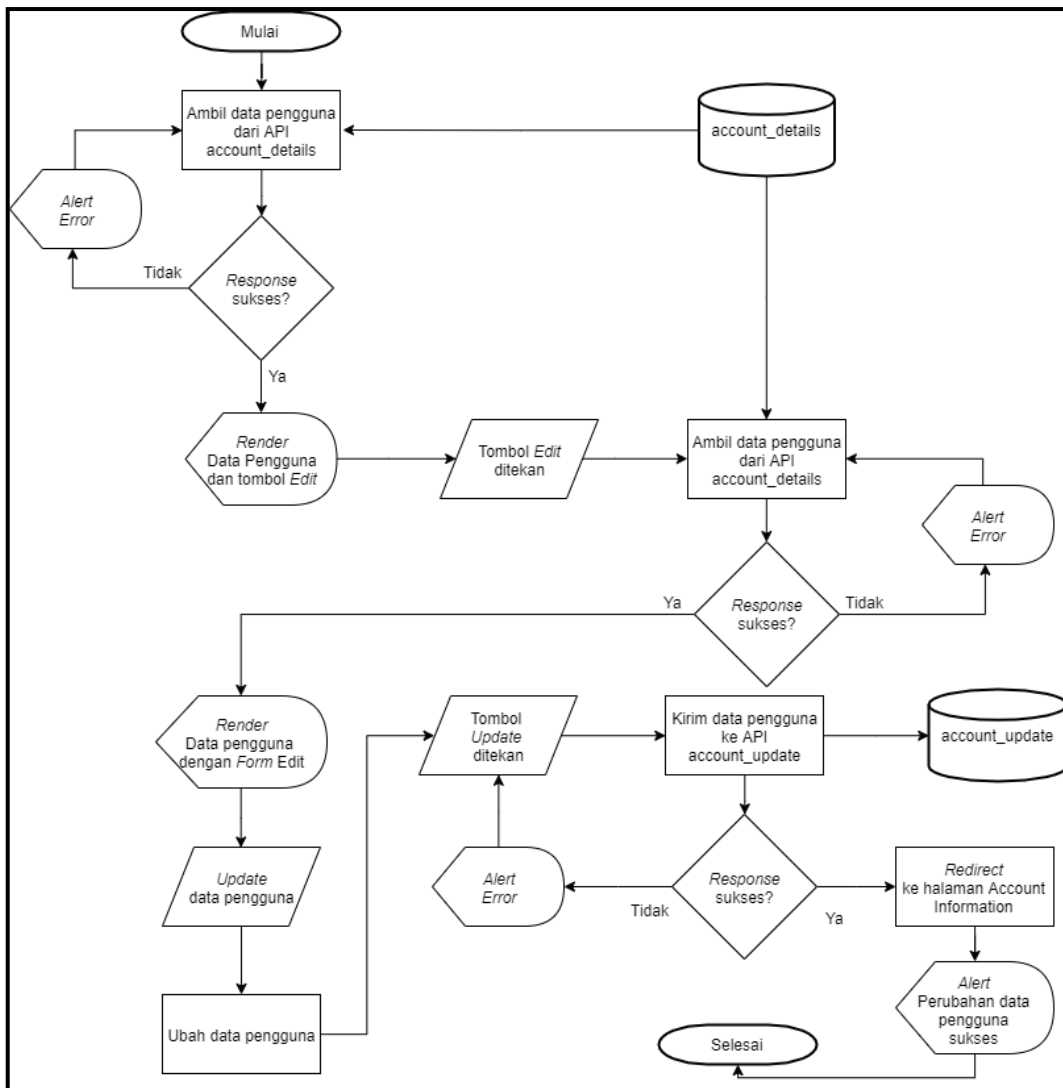 Mulai
Ambil data pengguna
dari API
account_details
account_details
Alert
Error
Tidak
Response
sukses?
Ya
Render
Data Pengguna
dan tombol Edit
Tombol Edit
ditekan
Ambil data pengguna
dari API
account_details
Alert
Error
Ya
Response
sukses?
Tidak
Render
Data pengguna
dengan Form Edit
Tombol
Update
ditekan
Kirim data pengguna
ke API
account_update
account_update
Update
data pengguna
Alert
Error
Tidak
Response
sukses?
Ya
Redirect
ke halaman Account
Information
Ubah data pengguna
Alert
Perubahan data
pengguna
sukses
Selesai